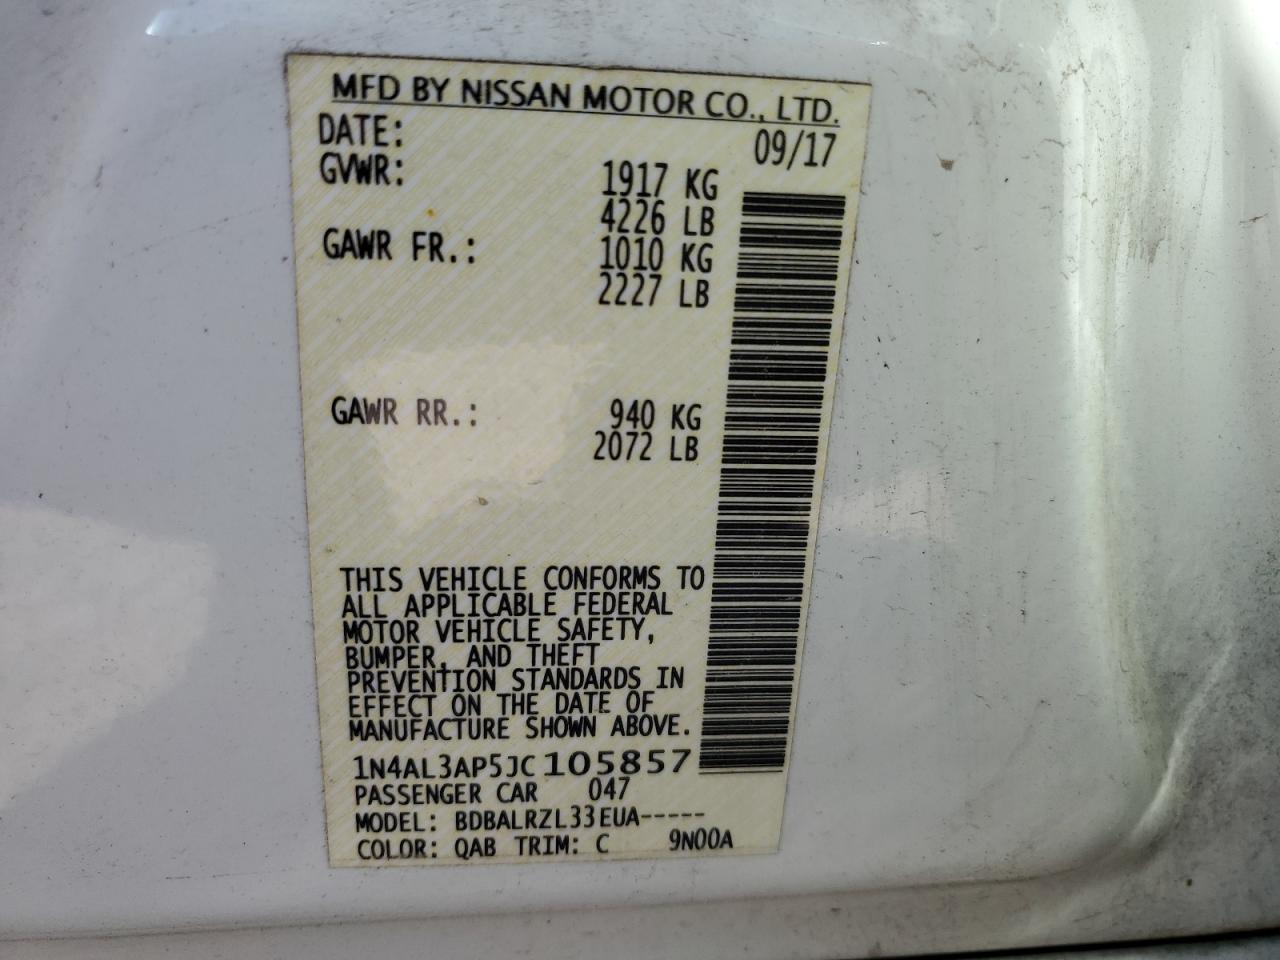 MFD BY NISSAN MOTOR CO., LTD.
DATE: 09/17
GVWR: 1917 KG
4226 LB
GAWR FR.: 1010 KG
2227 LB
GAWR RR.: 940 KG
2072 LB
THIS VEHICLE CONFORMS TO
ALL APPLICABLE FEDERAL
MOTOR VEHICLE SAFETY,
BUMPER, AND THEFT
PREVENTION STANDARDS IN
EFFECT ON THE DATE OF
MANUFACTURE SHOWN ABOVE.
1N4AL3AP5JC105857
PASSENGER CAR 047
MODEL: BDBALRZL33EUA-----
COLOR: QAB TRIM: C 9N00A